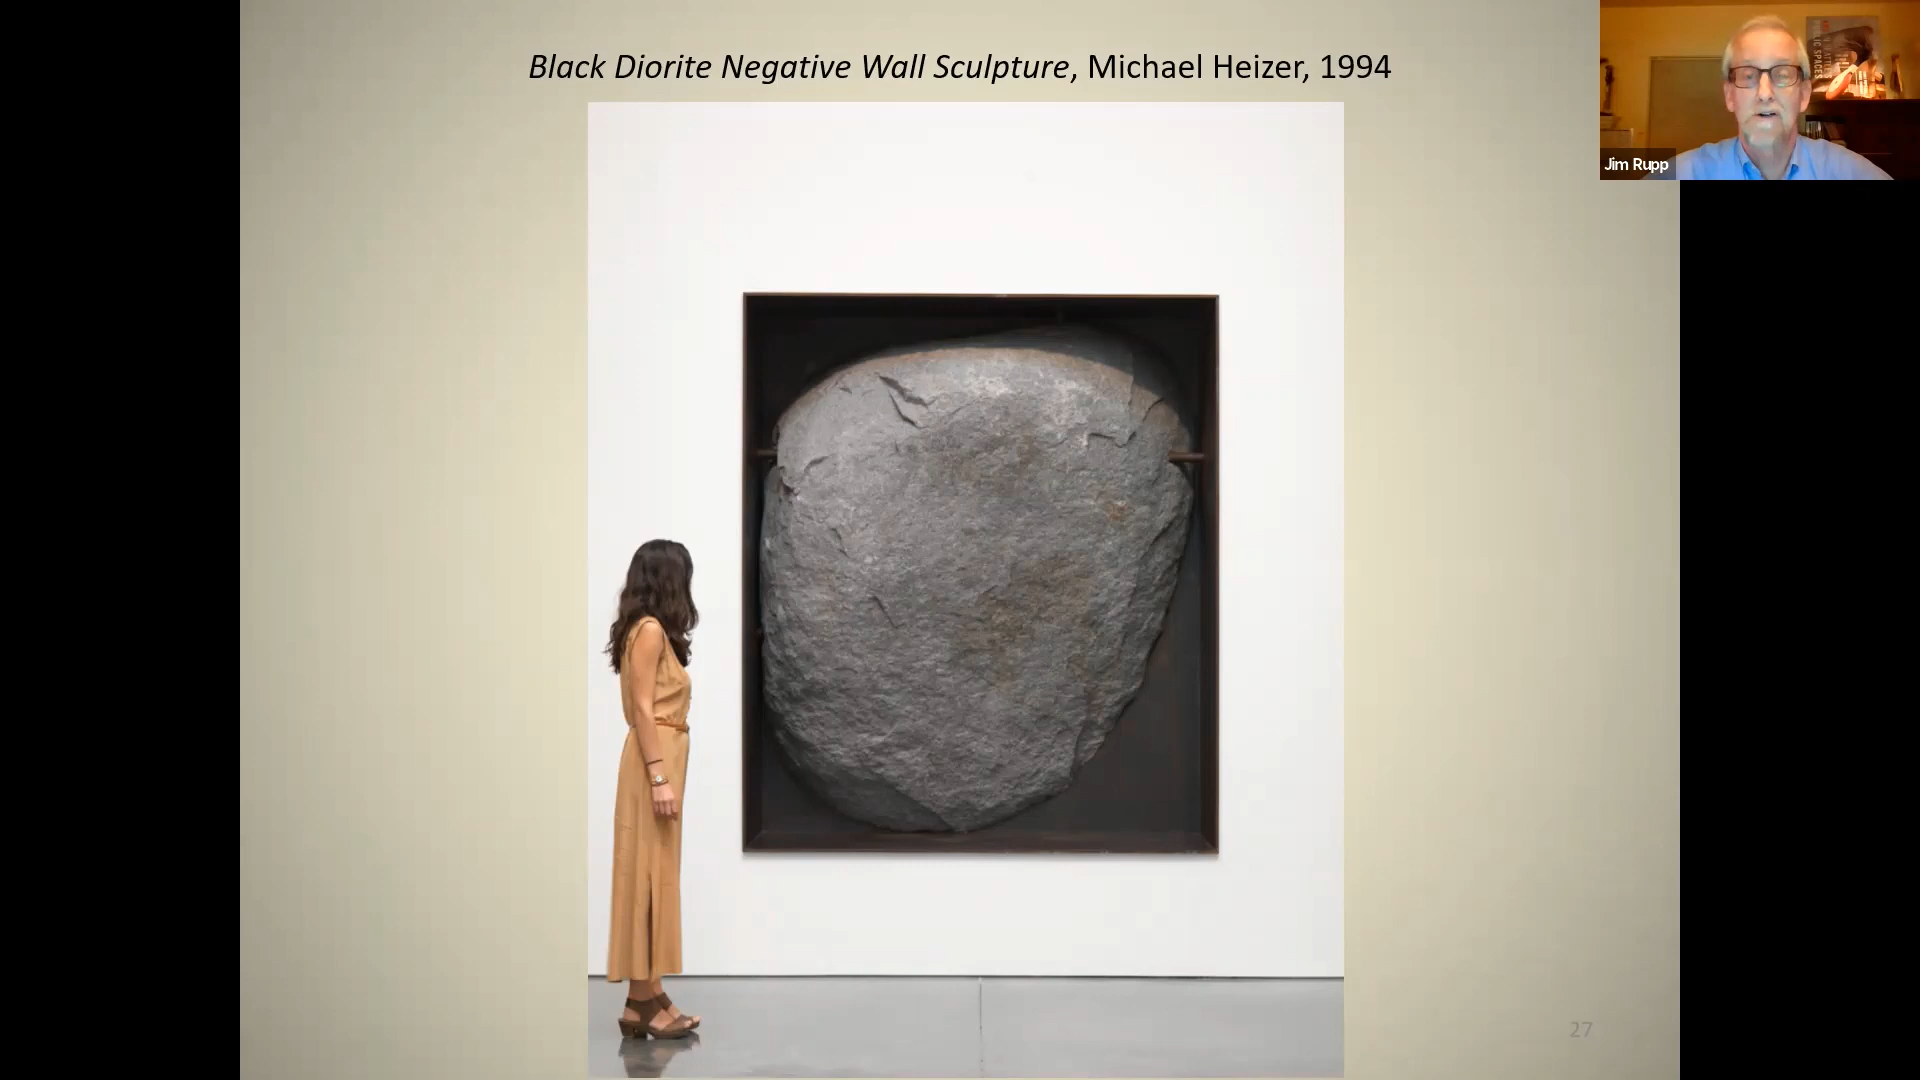 Black Diorite Negative Wall Sculpture, Michael Heizer, 1994
Jim Rupp
27